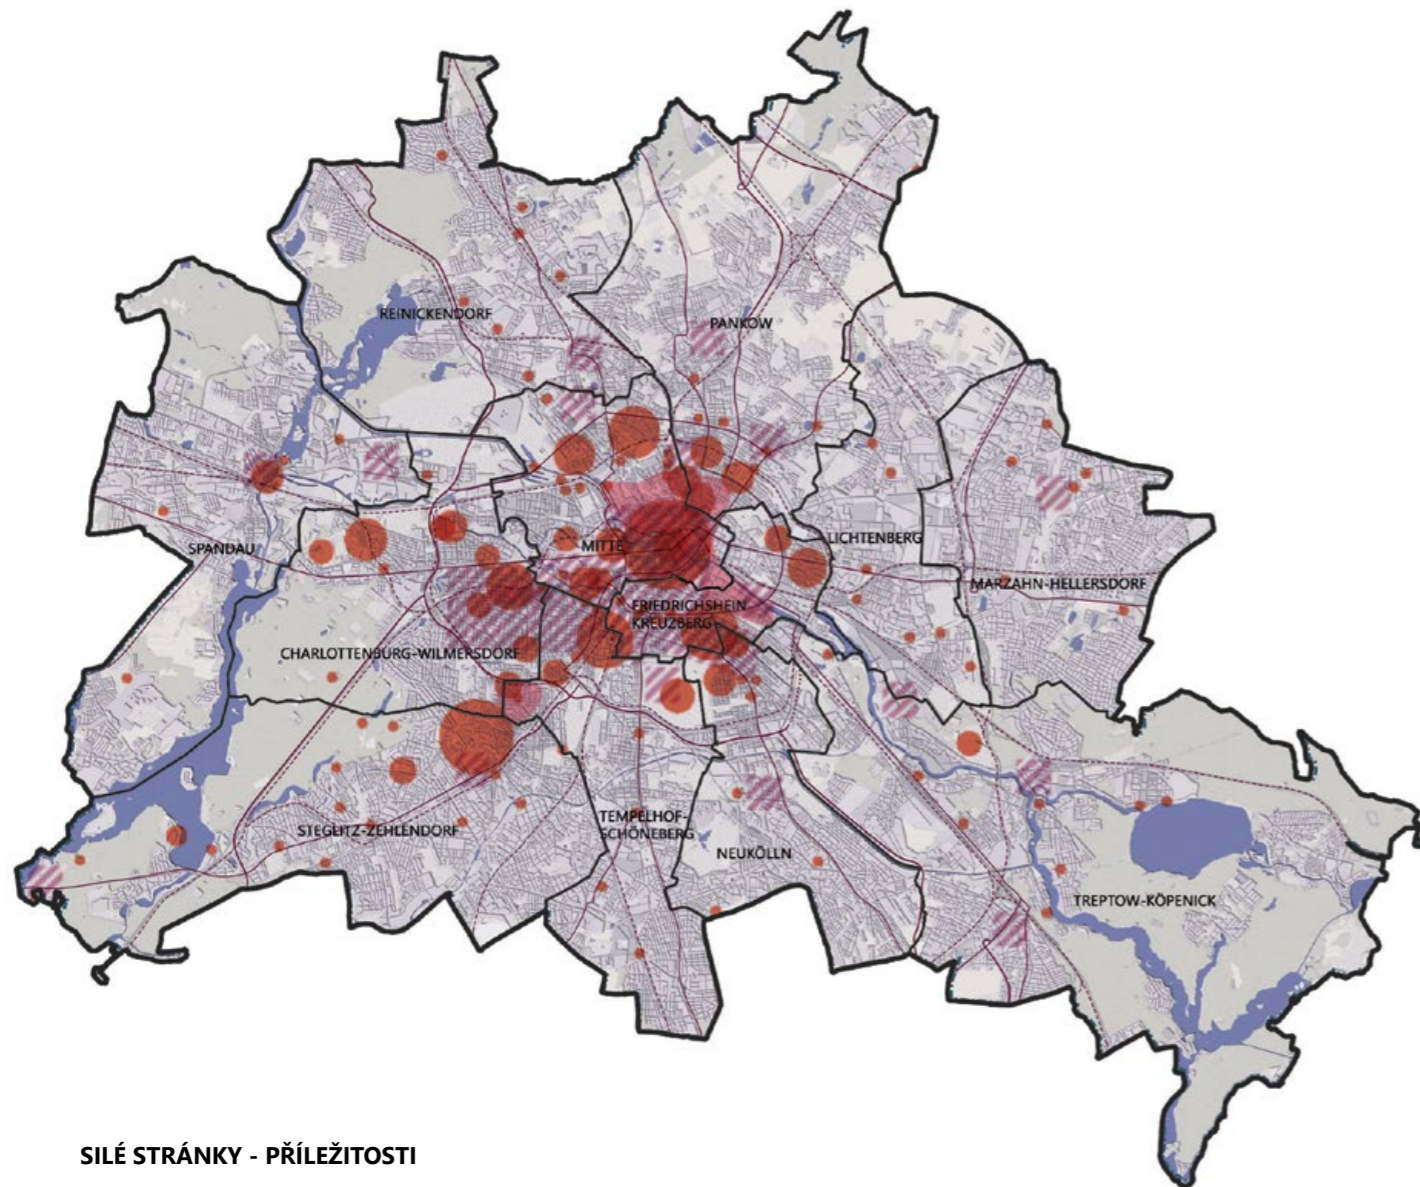 REINICKENDORF
PANKOW
SPANDAU
MITTE
LICHTENBERG
MARZAHN-HELLERSDORF
FRIEDRICHSHEIN
KREUZBERG
CHARLOTTENBURG-WILMERSDORF
STEGLITZ-ZEHLENDORF
TEMPELHOF-
SCHÖNEBERG
NEUKÖLLN
TREPTOW-KÖPENICK
SILÉ STRÁNKY - PŘÍLEŽITOSTI